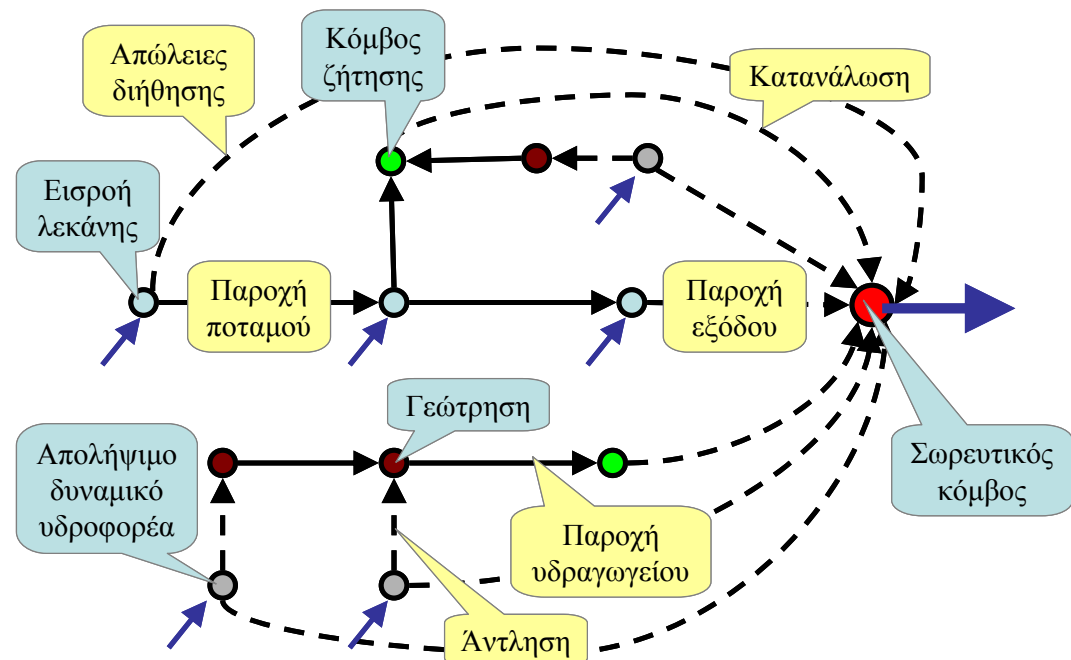 Απώλειες
διήθησης
Κόμβος
ζήτησης
Κατανάλωση
Εισροή
λεκάνης
Παροχή
ποταμού
Παροχή
εξόδου
Γεώτρηση
Απολήψιμο
δυναμικό
υδροφορέα
Σωρευτικός
κόμβος
Παροχή
υδραγωγείου
Άντληση